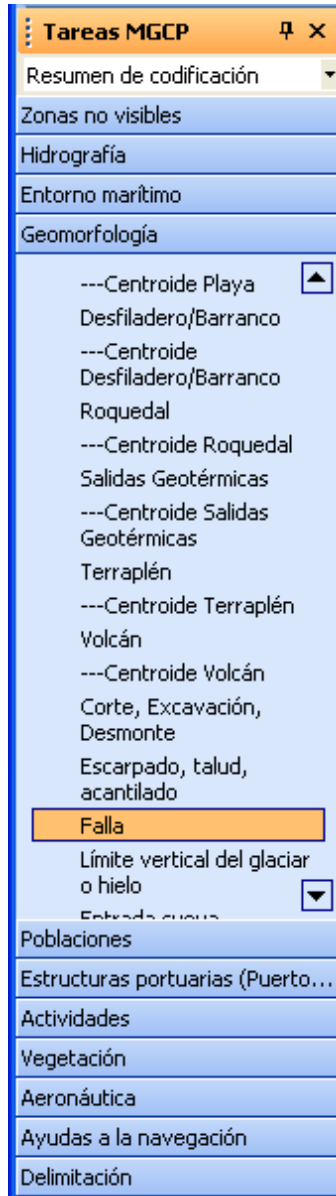 Tareas MGCP
Resumen de codificación
Zonas no visibles
Hidrografía
Entorno marítimo
Geomorfología
---Centroide Playa
Desfiladero/Barranco
---Centroide
Desfiladero/Barranco
Roquedal
---Centroide Roquedal
Salidas Geotérmicas
---Centroide Salidas
Geotérmicas
Terraplén
---Centroide Terraplén
Volcán
---Centroide Volcán
Corte, Excavación,
Desmonte
Escarpado, talud,
acantilado
Falla
Límite vertical del glaciar
o hielo
Entrada cueva
Poblaciones
Estructuras portuarias (Puerto...
Actividades
Vegetación
Aeronáutica
Ayudas a la navegación
Delimitación